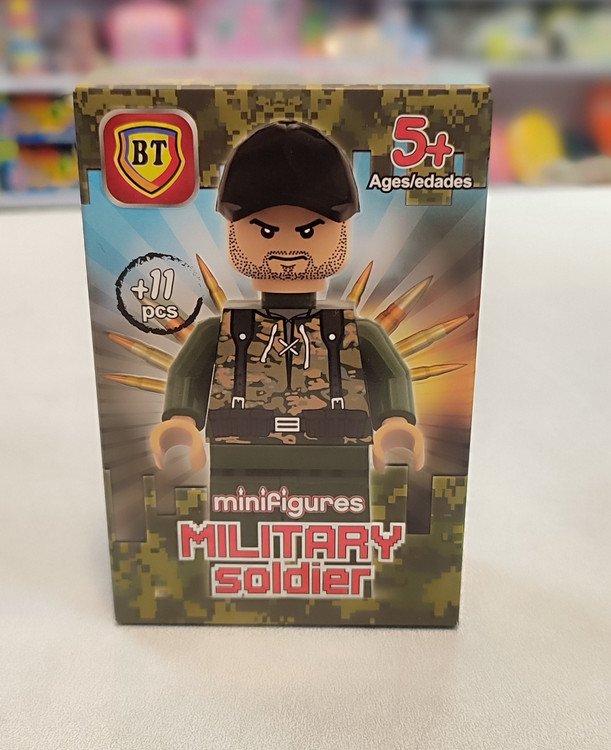 BT
5+
Ages/edades
+11
pcs
minifigures
MILITARY
soldier